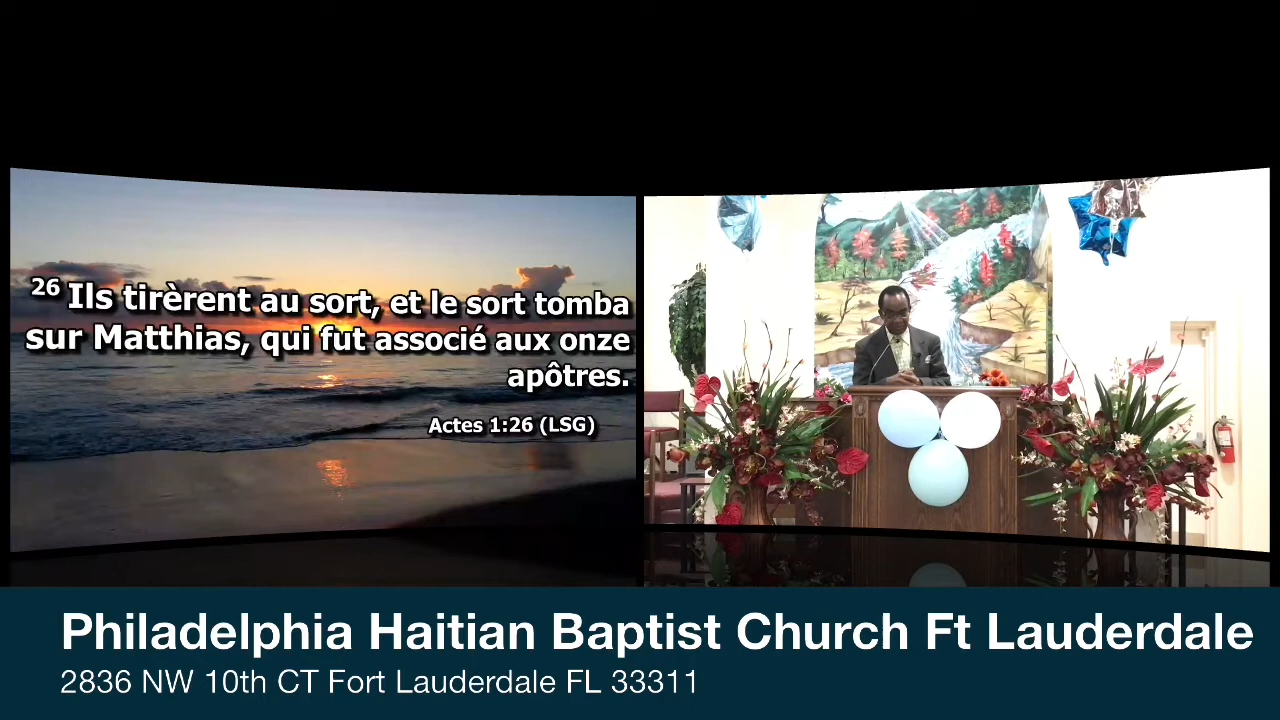 26 Ils tirèrent au sort, et le sort tomba
sur Matthias, qui fut associé aux onze
apôtres.
Actes 1:26 (LSG)
Philadelphia Haitian Baptist Church Ft Lauderdale
2836 NW 10th CT Fort Lauderdale FL 33311